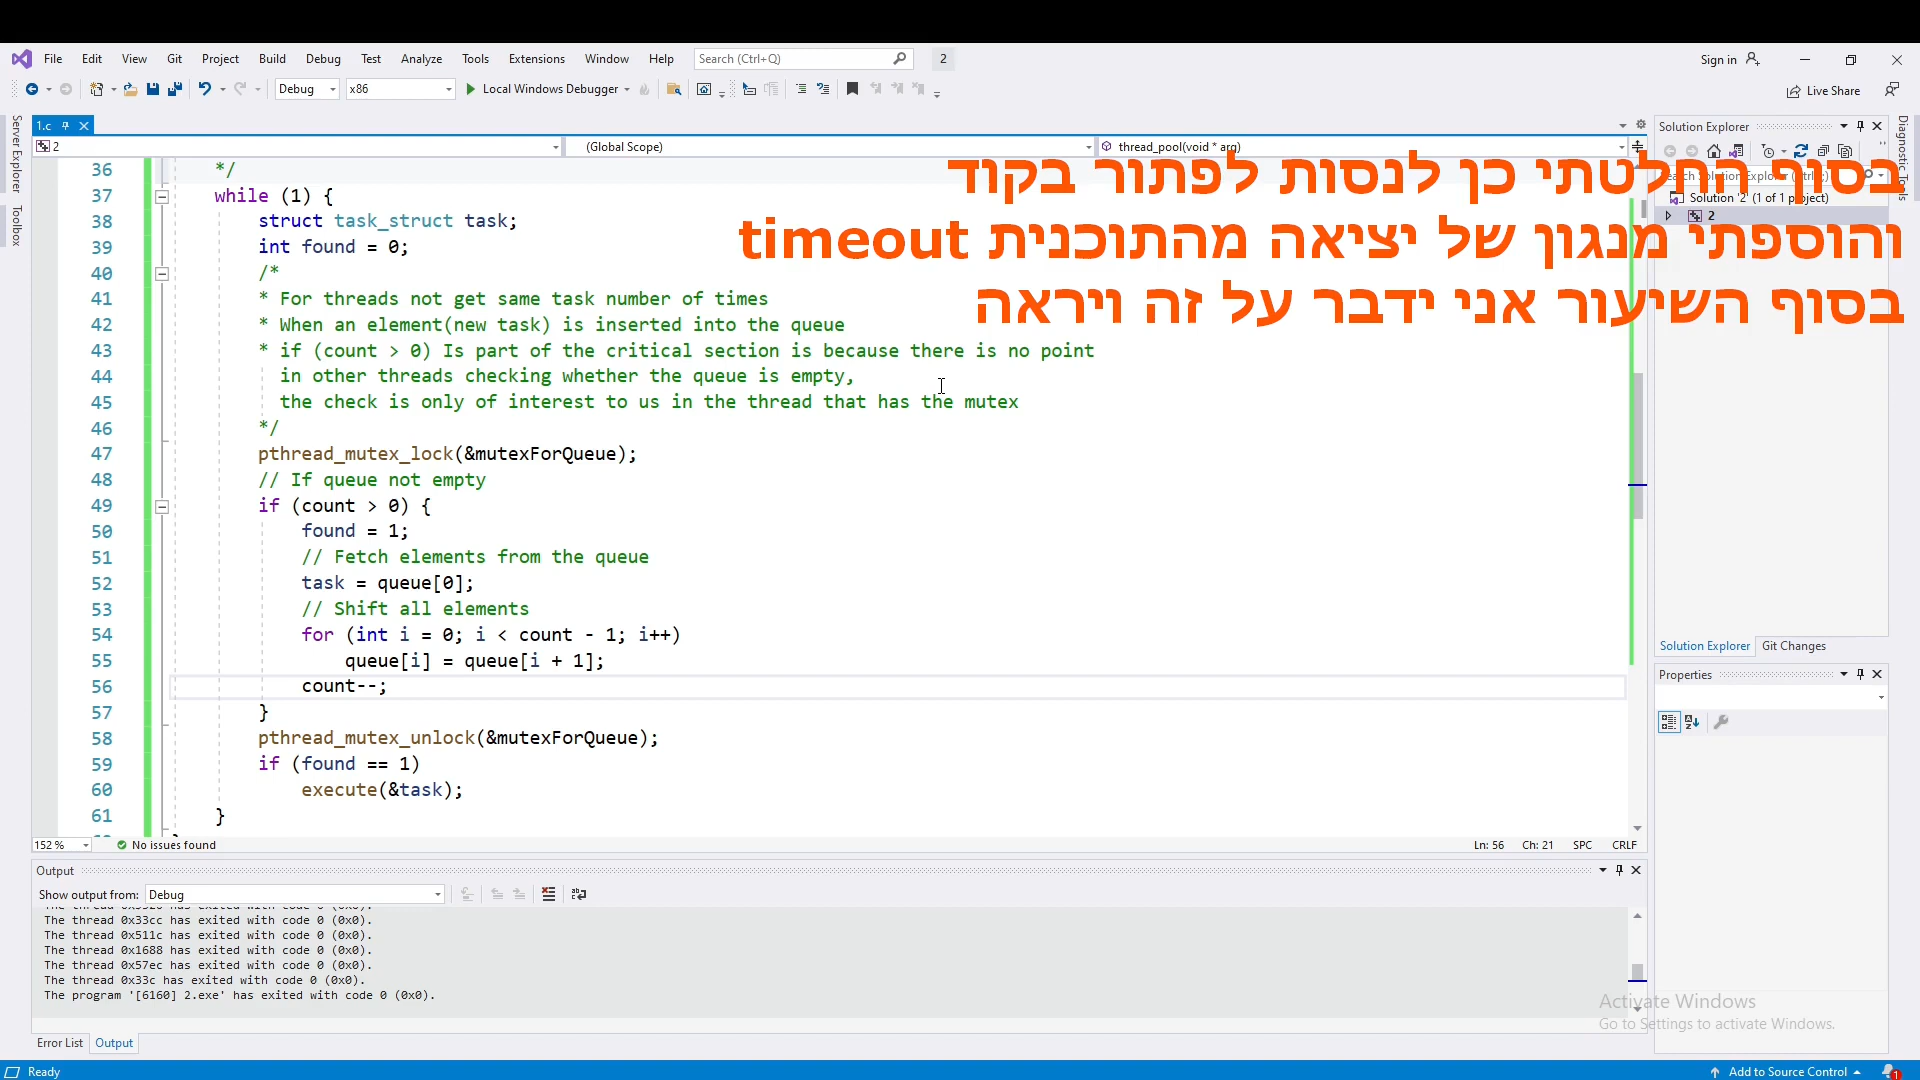 File Edit View Git Project Build Debug Test Analyze Tools Extensions Window Help Search (Ctrl+Q) 2 Sign in
Debug x86 Local Windows Debugger Live Share
1.c
2 (Global Scope) thread_pool(void * arg)
בסוף החלטתי כן לנסות לפתור בקוד
והוספתי מנגנון של יציאה מהתוכנית timeout
בסוף השיעור אני ידבר על זה ויראה
36 */
37 while (1) {
38 struct task_struct task;
39 int found = 0;
40 /*
41 * For threads not get same task number of times
42 * When an element(new task) is inserted into the queue
43 * if (count > 0) Is part of the critical section is because there is no point
44 in other threads checking whether the queue is empty,
45 the check is only of interest to us in the thread that has the mutex
46 */
47 pthread_mutex_lock(&mutexForQueue);
48 // If queue not empty
49 if (count > 0) {
50 found = 1;
51 // Fetch elements from the queue
52 task = queue[0];
53 // Shift all elements
54 for (int i = 0; i < count - 1; i++)
55 queue[i] = queue[i + 1];
56 count--;
57 }
58 pthread_mutex_unlock(&mutexForQueue);
59 if (found == 1)
60 execute(&task);
61 }
152 % No issues found Ln: 56 Ch: 21 SPC CRLF
Server Explorer
Toolbox
Solution Explorer
Solution '2' (1 of 1 project)
2
Solution Explorer Git Changes
Properties
Diagnostic Tools
Output
Show output from: Debug
The thread 0x33cc has exited with code 0 (0x0).
The thread 0x511c has exited with code 0 (0x0).
The thread 0x1688 has exited with code 0 (0x0).
The thread 0x57ec has exited with code 0 (0x0).
The thread 0x33c has exited with code 0 (0x0).
The program '[6160] 2.exe' has exited with code 0 (0x0).
Error List Output
Activate Windows
Go to Settings to activate Windows.
Ready Add to Source Control 1